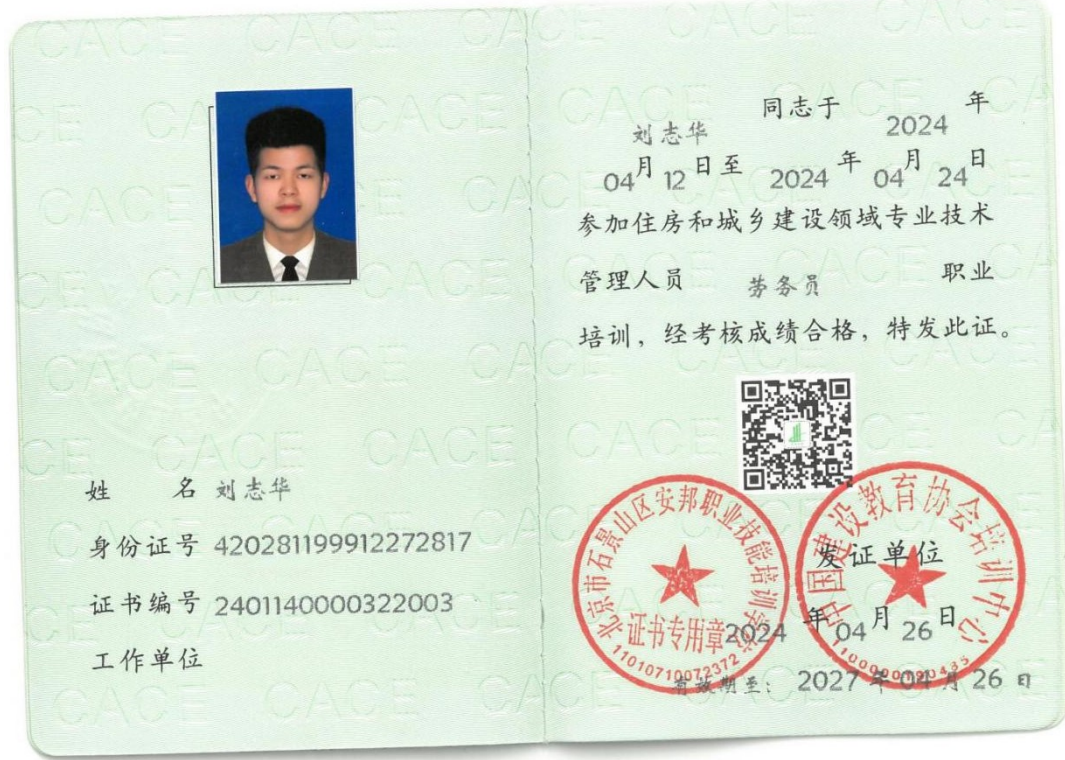 姓 名 刘志华
身份证号 420281199912272817
证书编号 2401140000322003
工作单位
刘志华 同志于 2024 年
04 月 12 日至 2024 年 04 月 24 日
参加住房和城乡建设领域专业技术
管理人员 劳务员 职业
培训，经考核成绩合格，特发此证。
北京市石景山区安邦职业技能培训学校
证书专用章
11010710072372
中国建设教育协会培训中心
发证单位
2024 年 04 月 26 日
有效期至： 2027 年 04 月 26 日
CACE